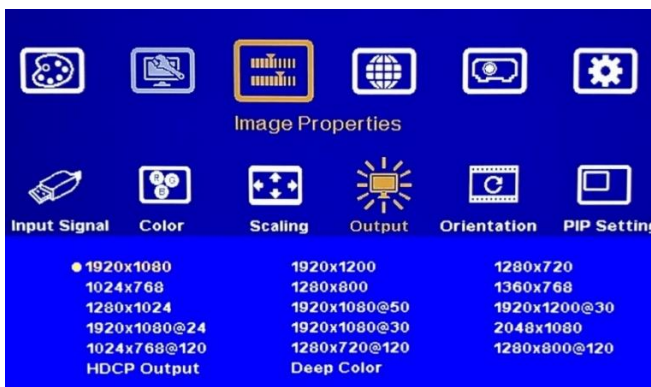 Image Properties
Input Signal Color Scaling Output Orientation PIP Setting
R G B
1920x1080 1920x1200 1280x720
1024x768 1280x800 1360x768
1280x1024 1920x1080@50 1920x1200@30
1920x1080@24 1920x1080@30 2048x1080
1024x768@120 1280x720@120 1280x800@120
HDCP Output Deep Color